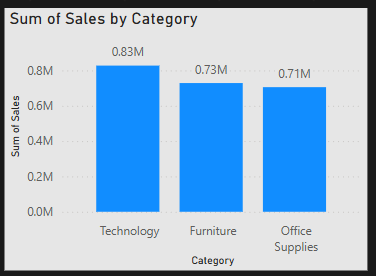 Sum of Sales by Category
0.83M
0.73M
0.71M
0.8M
0.6M
0.4M
0.2M
0.0M
Sum of Sales
Technology
Furniture
Office
Supplies
Category